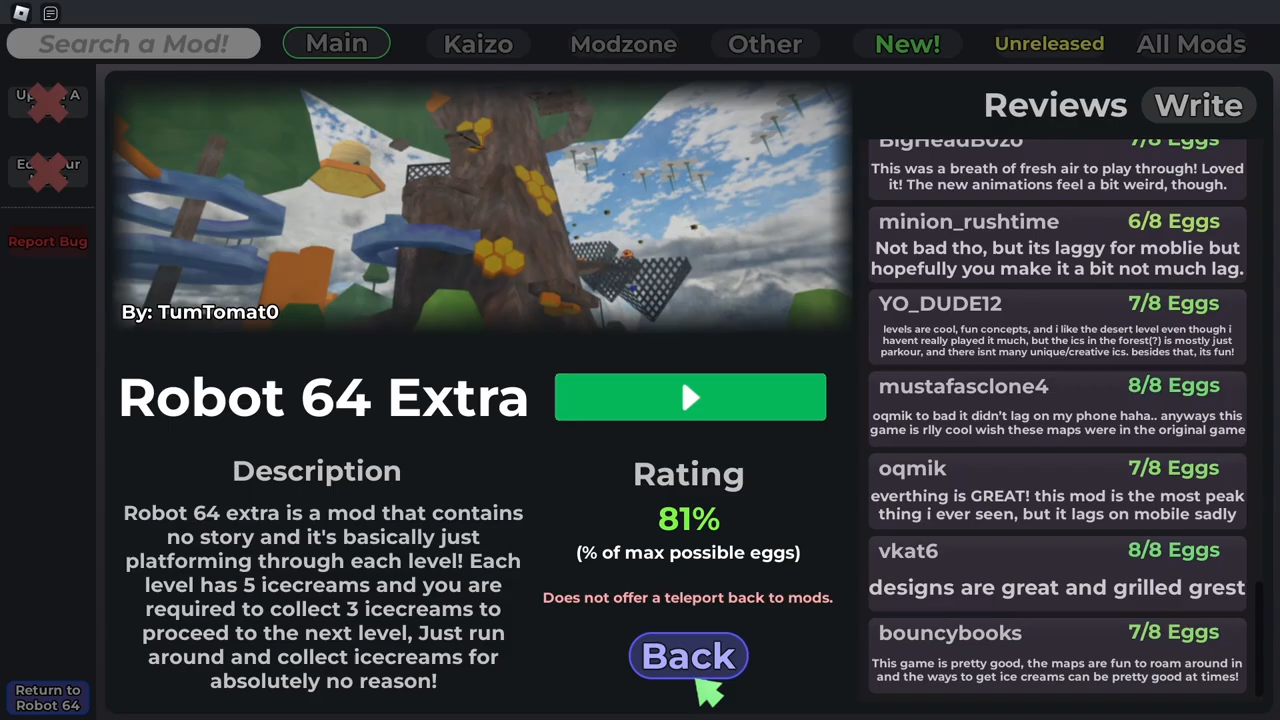 Search a Mod!
Main
Kaizo
Modzone
Other
New!
Unreleased
All Mods
Report Bug
Return to
Robot 64
By: TumTomat0
Robot 64 Extra
Description
Robot 64 extra is a mod that contains
no story and it's basically just
platforming through each level! Each
level has 5 icecreams and you are
required to collect 3 icecreams to
proceed to the next level, Just run
around and collect icecreams for
absolutely no reason!
Rating
81%
(% of max possible eggs)
Does not offer a teleport back to mods.
Back
Reviews
Write
BigHeadB0zo 7/8 Eggs
This was a breath of fresh air to play through! Loved
it! The new animations feel a bit weird, though.
minion_rushtime 6/8 Eggs
Not bad tho, but its laggy for moblie but
hopefully you make it a bit not much lag.
YO_DUDE12 7/8 Eggs
levels are cool, fun concepts, and i like the desert level even though i
havent really played it much, but the ics in the forest(?) is mostly just
parkour, and there isnt many unique/creative ics. besides that, its fun!
mustafasclone4 8/8 Eggs
oqmik to bad it didn't lag on my phone haha.. anyways this
game is rlly cool wish these maps were in the original game
oqmik 7/8 Eggs
everthing is GREAT! this mod is the most peak
thing i ever seen, but it lags on mobile sadly
vkat6 8/8 Eggs
designs are great and grilled grest
bouncybooks 7/8 Eggs
This game is pretty good, the maps are fun to roam around in
and the ways to get ice creams can be pretty good at times!